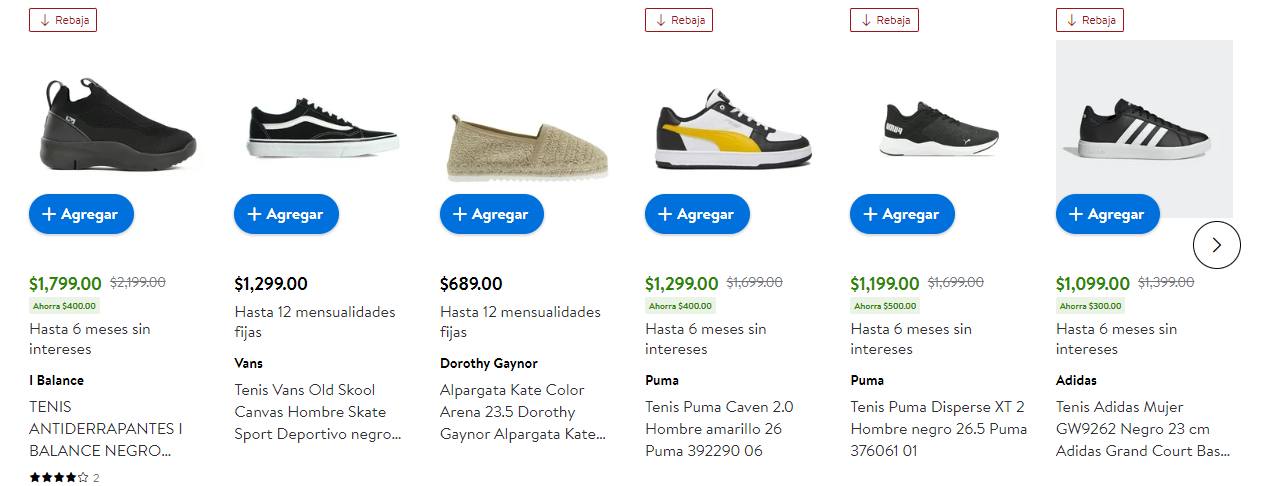 Rebaja
+ Agregar
$1,799.00 $2,199.00
Ahorra $400.00
Hasta 6 meses sin
intereses
I Balance
TENIS
ANTIDERRAPANTES I
BALANCE NEGRO...
2
+ Agregar
$1,299.00
Hasta 12 mensualidades
fijas
Vans
Tenis Vans Old Skool
Canvas Hombre Skate
Sport Deportivo negro...
+ Agregar
$689.00
Hasta 12 mensualidades
fijas
Dorothy Gaynor
Alpargata Kate Color
Arena 23.5 Dorothy
Gaynor Alpargata Kate...
Rebaja
+ Agregar
$1,299.00 $1,699.00
Ahorra $400.00
Hasta 6 meses sin
intereses
Puma
Tenis Puma Caven 2.0
Hombre amarillo 26
Puma 392290 06
Rebaja
PUMA
+ Agregar
$1,199.00 $1,699.00
Ahorra $500.00
Hasta 6 meses sin
intereses
Puma
Tenis Puma Disperse XT 2
Hombre negro 26.5 Puma
376061 01
Rebaja
+ Agregar
$1,099.00 $1,399.00
Ahorra $300.00
Hasta 6 meses sin
intereses
Adidas
Tenis Adidas Mujer
GW9262 Negro 23 cm
Adidas Grand Court Bas...